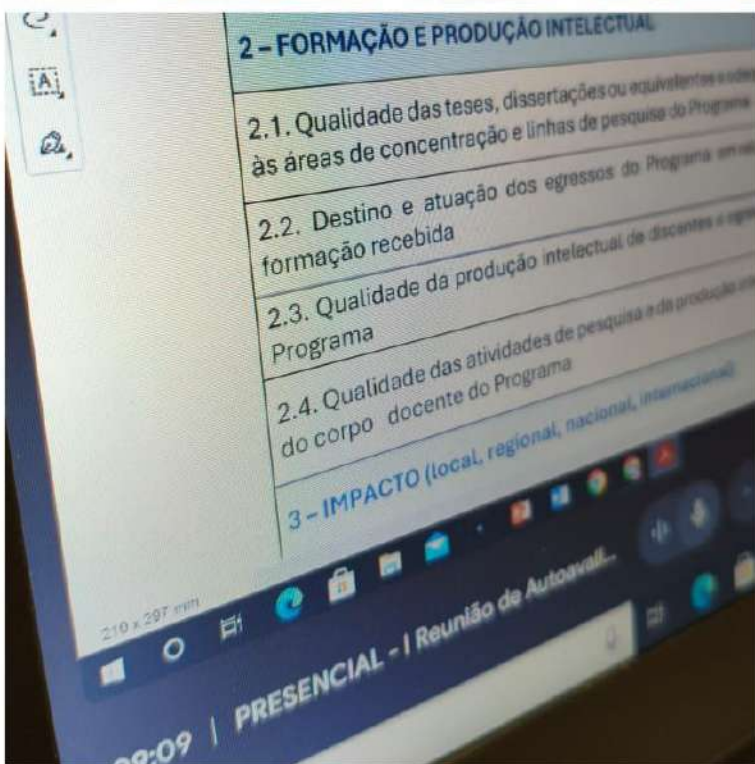 2 – FORMAÇÃO E PRODUÇÃO INTELECTUAL
2.1. Qualidade das teses, dissertações ou equivalentes e
às áreas de concentração e linhas de pesquisa do Programa
2.2. Destino e atuação dos egressos do Programa em
formação recebida
2.3. Qualidade da produção intelectual de discentes e
Programa
2.4. Qualidade das atividades de pesquisa e da produção
do corpo docente do Programa
3 – IMPACTO (local, regional, nacional, internacional)
210 x 297 mm
09:09 | PRESENCIAL - I Reunião de Autoavali...